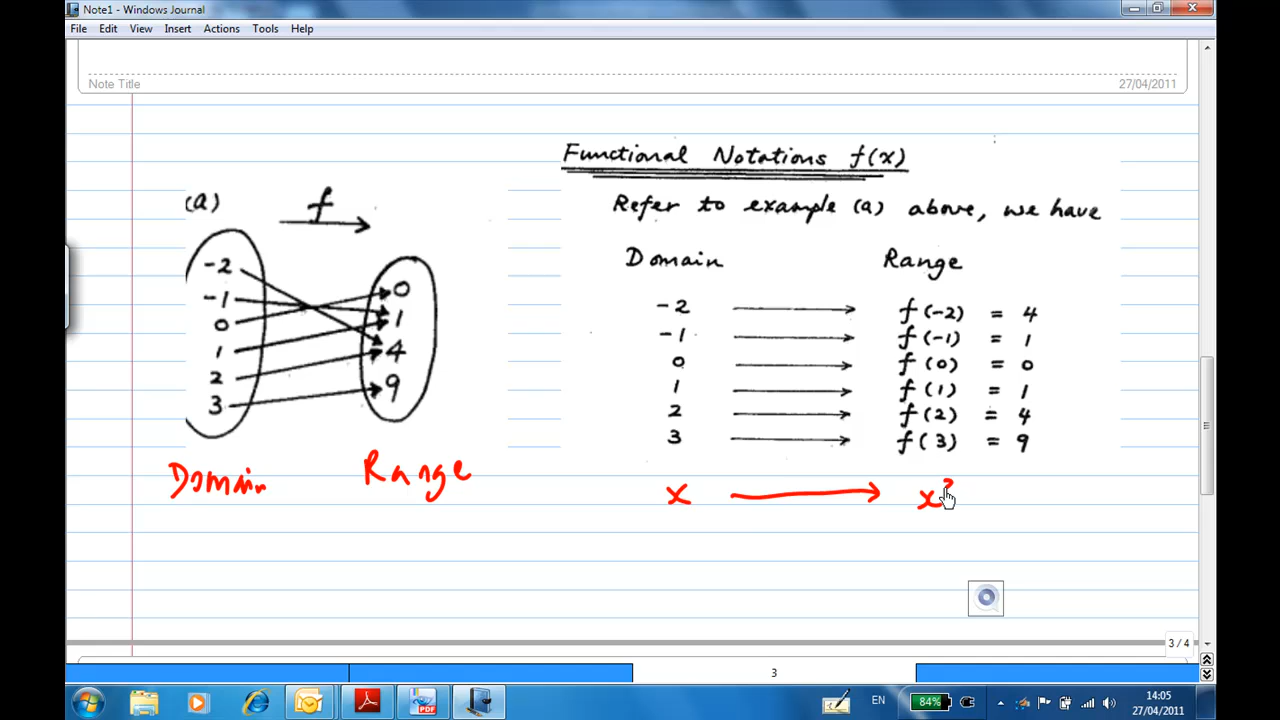 Note1 - Windows Journal
File Edit View Insert Actions Tools Help
Note Title
27/04/2011
(a)
f
-2
-1
0
1
2
3
0
1
4
9
Domain Range
Functional Notations f(x)
Refer to example (a) above, we have
Domain Range
-2 f(-2) = 4
-1 f(-1) = 1
0 f(0) = 0
1 f(1) = 1
2 f(2) = 4
3 f(3) = 9
x x²
3 / 4
3
EN
84%
14:05
27/04/2011